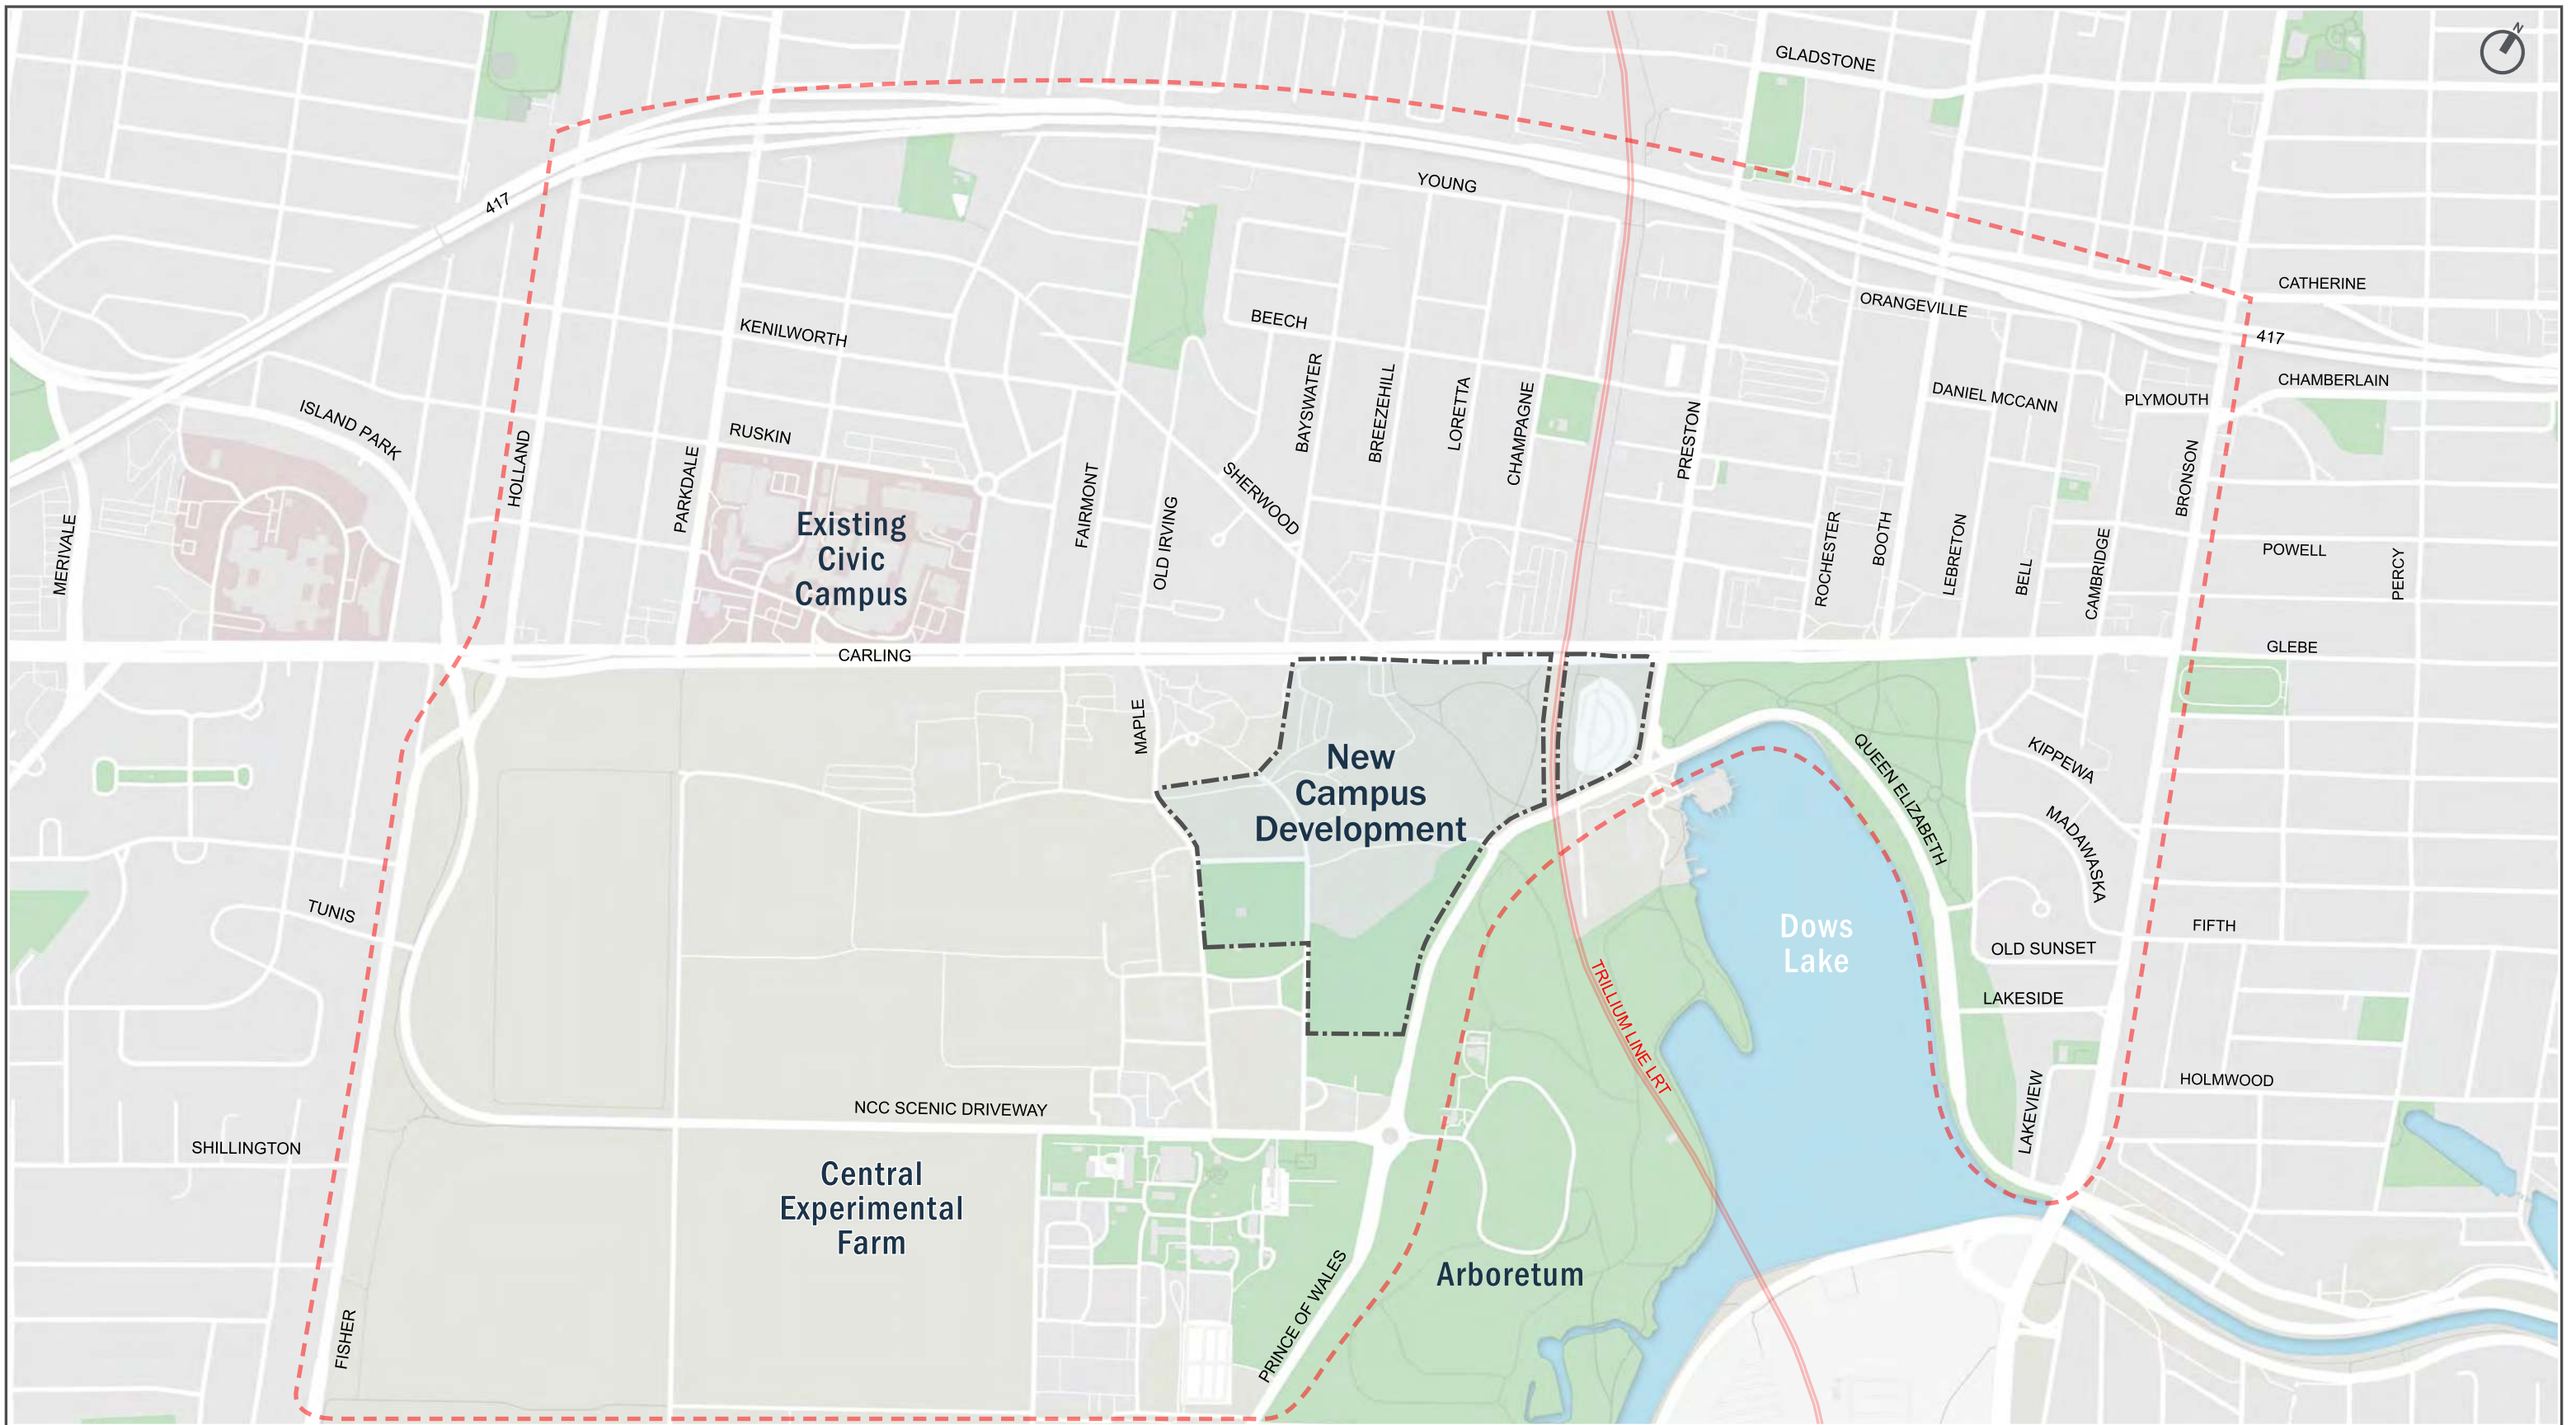 N
GLADSTONE
417
YOUNG
CATHERINE
ORANGEVILLE
BEECH
KENILWORTH
417
CHAMBERLAIN
DANIEL MCCANN
PLYMOUTH
ISLAND PARK
RUSKIN
HOLLAND
PARKDALE
FAIRMONT
OLD IRVING
SHERWOOD
BAYSWATER
BREEZEHILL
LORETTA
CHAMPAGNE
PRESTON
ROCHESTER
BOOTH
LEBRETON
BELL
CAMBRIDGE
BRONSON
POWELL
PERCY
MERIVALE
Existing
Civic
Campus
CARLING
GLEBE
MAPLE
New
Campus
Development
QUEEN ELIZABETH
KIPPEWA
MADAWASKA
TUNIS
Dows
Lake
FIFTH
OLD SUNSET
LAKESIDE
TRILLIUM LINE LRT
HOLMWOOD
LAKEVIEW
NCC SCENIC DRIVEWAY
SHILLINGTON
Central
Experimental
Farm
Arboretum
PRINCE OF WALES
FISHER